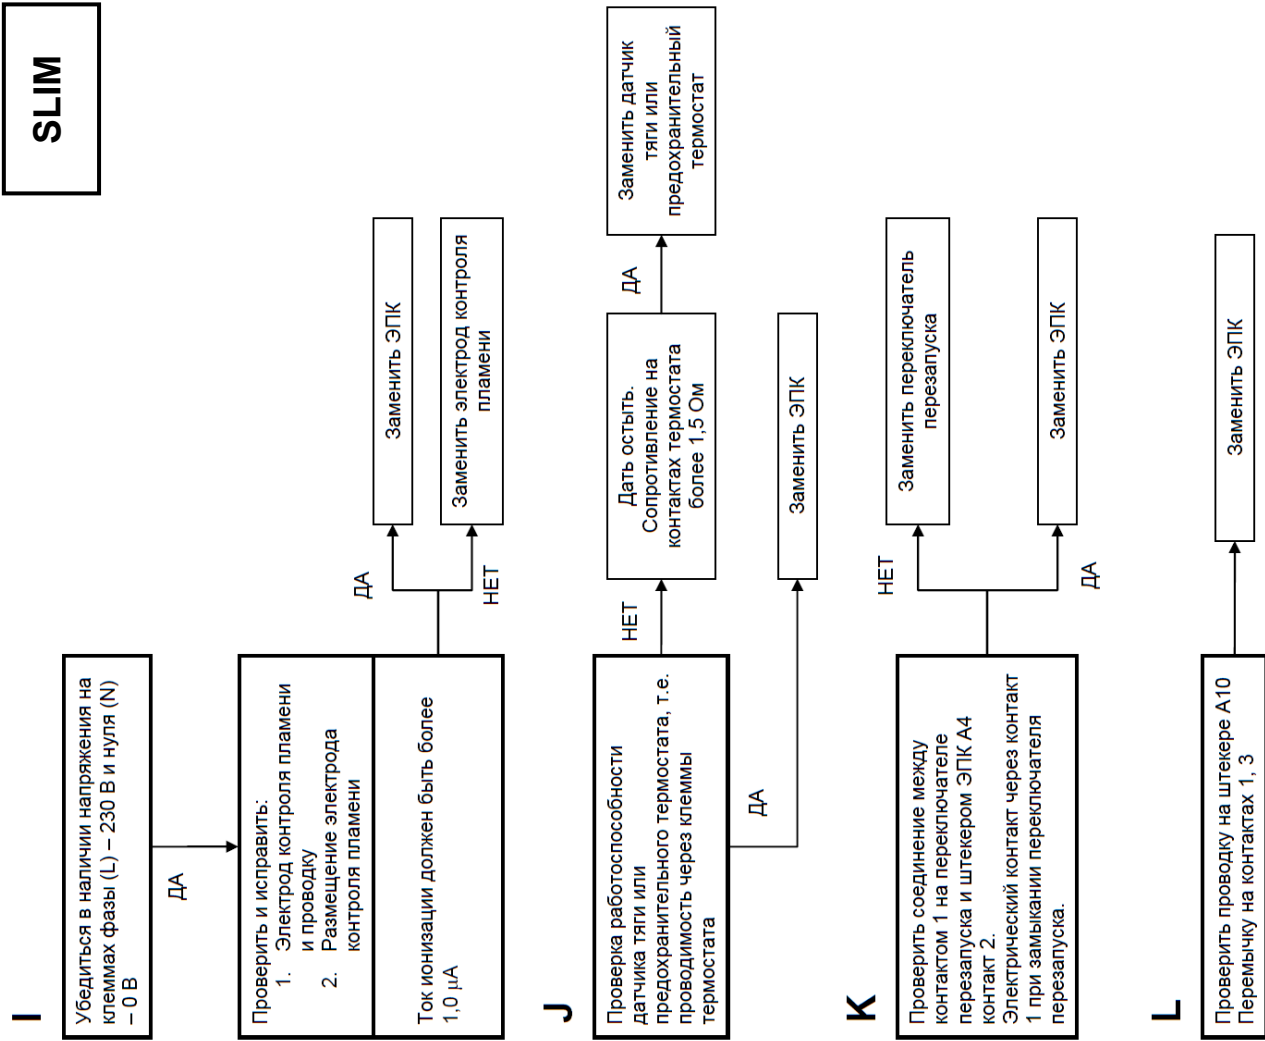 SLIM
I
Убедиться в наличии напряжения на
клеммах фазы (L) – 230 В и нуля (N)
– 0 В
ДА
Проверить и исправить:
1. Электрод контроля пламени
и проводку
2. Размещение электрода
контроля пламени
Ток ионизации должен быть более
1,0 µA
ДА
Заменить ЭПК
НЕТ
Заменить электрод контроля
пламени
J
Проверка работоспособности
датчика тяги или
предохранительного термостата, т.е.
проводимость через клеммы
термостата
НЕТ
Дать остыть.
Сопротивление на
контактах термостата
более 1,5 Ом
ДА
Заменить датчик
тяги или
предохранительный
термостат
ДА
Заменить ЭПК
K
Проверить соединение между
контактом 1 на переключателе
перезапуска и штекером ЭПК А4
контакт 2.
Электрический контакт через контакт
1 при замыкании переключателя
перезапуска.
НЕТ
Заменить переключатель
перезапуска
ДА
Заменить ЭПК
L
Проверить проводку на штекере А10
Перемычку на контактах 1, 3
Заменить ЭПК